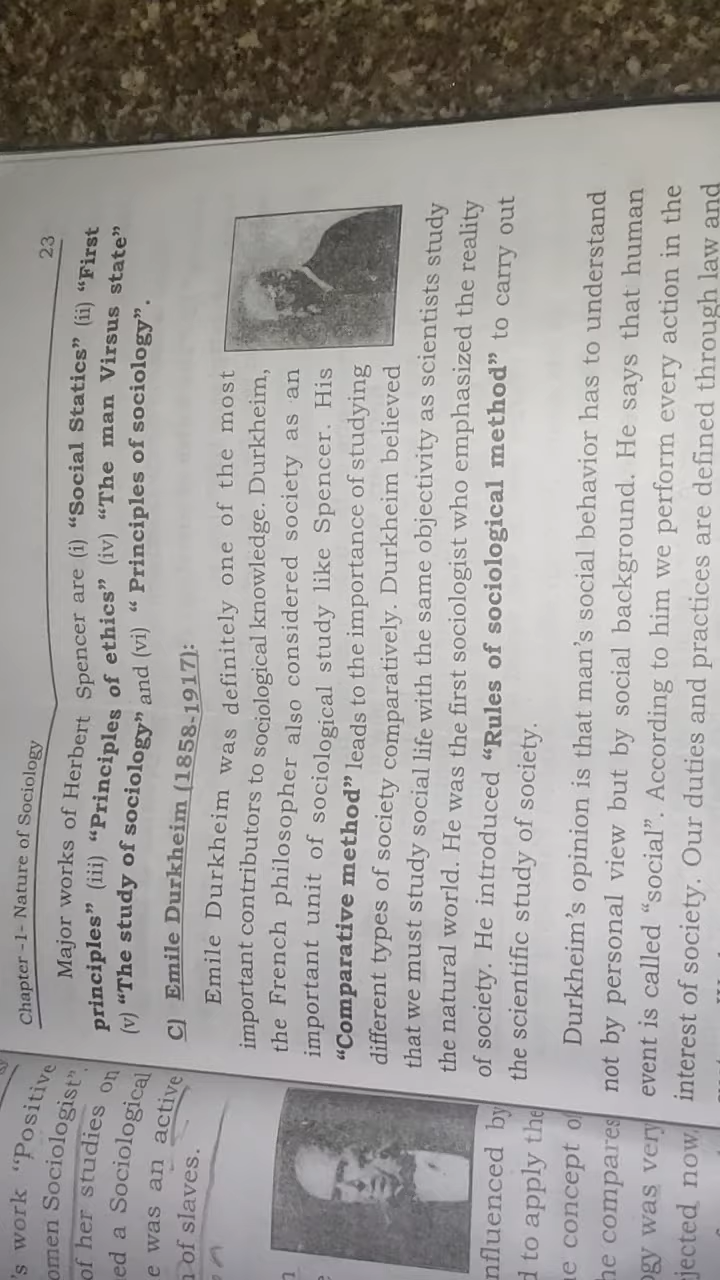 's work "Positive
omen Sociologist".
of her studies on
ed a Sociological
e was an active
of slaves.
nfluenced by
d to apply the
e concept o
he compares
gy was very
jected, now,
Chapter -1- Nature of Sociology 23
Major works of Herbert Spencer are (i) "Social Statics" (ii) "First
principles" (iii) "Principles of ethics" (iv) "The man Virsus state"
(v) "The study of sociology" and (vi) " Principles of sociology".
C) Emile Durkheim (1858-1917):
Emile Durkheim was definitely one of the most
important contributors to sociological knowledge. Durkheim,
the French philosopher also considered society as an
important unit of sociological study like Spencer. His
"Comparative method" leads to the importance of studying
different types of society comparatively. Durkheim believed
that we must study social life with the same objectivity as scientists study
the natural world. He was the first sociologist who emphasized the reality
of society. He introduced "Rules of sociological method" to carry out
the scientific study of society.
Durkheim's opinion is that man's social behavior has to understand
not by personal view but by social background. He says that human
event is called "social". According to him we perform every action in the
interest of society. Our duties and practices are defined through law and